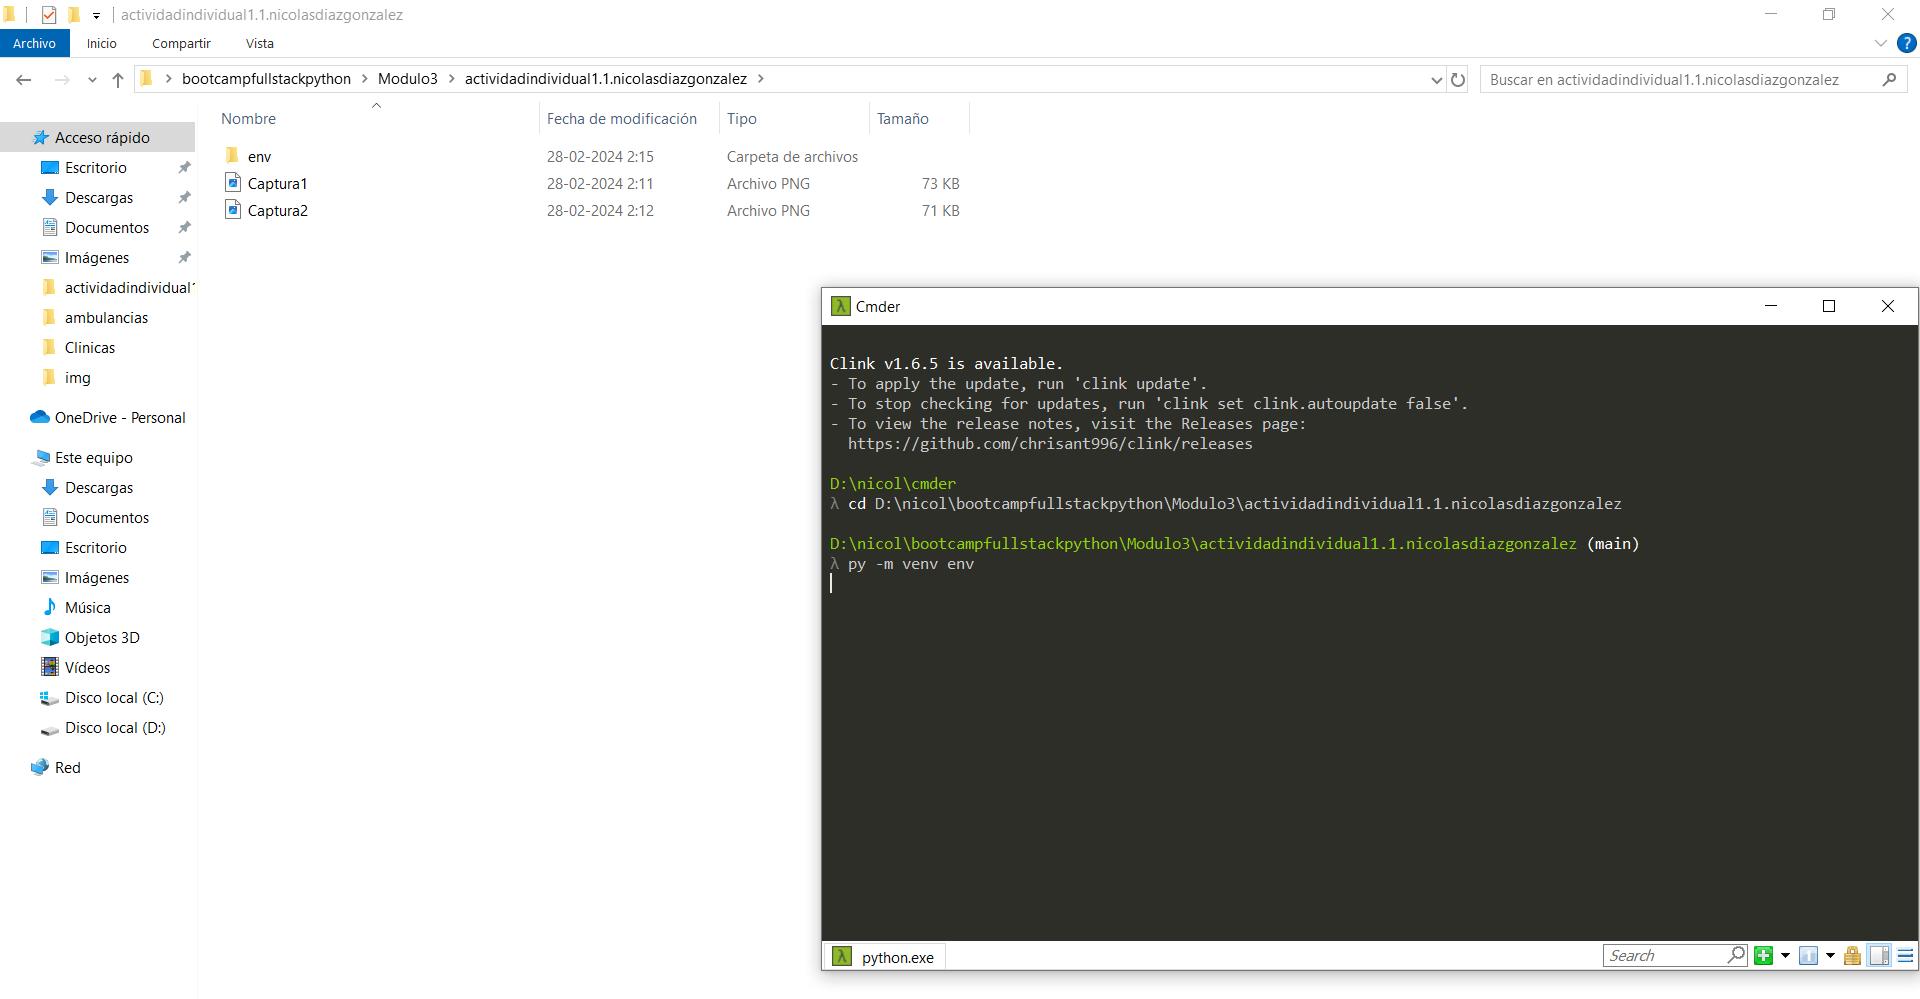 actividadindividual1.1.nicolasdiazgonzalez
Archivo Inicio Compartir Vista
bootcampfullstackpython Modulo3 actividadindividual1.1.nicolasdiazgonzalez
Buscar en actividadindividual1.1.nicolasdiazgonzalez
Nombre Fecha de modificación Tipo Tamaño
env 28-02-2024 2:15 Carpeta de archivos
Captura1 28-02-2024 2:11 Archivo PNG 73 KB
Captura2 28-02-2024 2:12 Archivo PNG 71 KB
Acceso rápido
Escritorio
Descargas
Documentos
Imágenes
actividadindividual1
ambulancias
Clinicas
img
OneDrive - Personal
Este equipo
Descargas
Documentos
Escritorio
Imágenes
Música
Objetos 3D
Vídeos
Disco local (C:)
Disco local (D:)
Red
λ Cmder
Clink v1.6.5 is available.
- To apply the update, run 'clink update'.
- To stop checking for updates, run 'clink set clink.autoupdate false'.
- To view the release notes, visit the Releases page:
https://github.com/chrisant996/clink/releases
D:\nicol\cmder
λ cd D:\nicol\bootcampfullstackpython\Modulo3\actividadindividual1.1.nicolasdiazgonzalez
D:\nicol\bootcampfullstackpython\Modulo3\actividadindividual1.1.nicolasdiazgonzalez (main)
λ py -m venv env
λ python.exe
Search